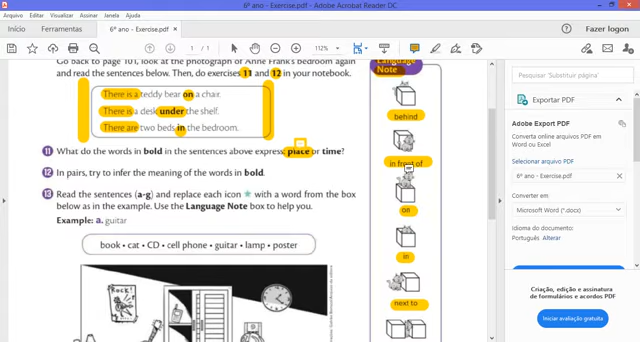 6º ano - Exercise.pdf - Adobe Acrobat Reader DC
Arquivo Editar Visualizar Assinar Janela Ajuda
Início Ferramentas 6º ano - Exercise.pdf × Fazer logon
112%
Go back to page 101, look at the photograph of Anne Frank's bedroom again
and read the sentences below. Then, do exercises 11 and 12 in your notebook.
There is a teddy bear on a chair.
There is a desk under the shelf.
There are two beds in the bedroom.
11 What do the words in bold in the sentences above express: place or time?
12 In pairs, try to infer the meaning of the words in bold.
13 Read the sentences (a-g) and replace each icon ★ with a word from the box
below as in the example. Use the Language Note box to help you.
Example: a. guitar
book • cat • CD • cell phone • guitar • lamp • poster
ROCK!
Language
Note
behind
in front of
on
in
next to
Pesquisar 'Substituir página'
Exportar PDF
Adobe Export PDF
Converta arquivos PDF em
Word ou Excel
Selecionar arquivo PDF
6º ano - Exercise.pdf ×
Converter em
Microsoft Word (*.docx)
Idioma do documento:
Português Alterar
Criação, edição e assinatura
de formulários e acordos PDF
Iniciar avaliação gratuita